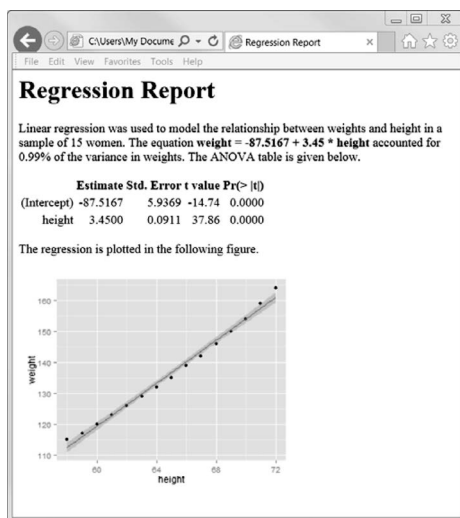 C:\Users\My Docume
Regression Report
File Edit View Favorites Tools Help
Regression Report
Linear regression was used to model the relationship between weights and height in a
sample of 15 women. The equation weight = -87.5167 + 3.45 * height accounted for
0.99% of the variance in weights. The ANOVA table is given below.
Estimate Std. Error t value Pr(> |t|)
(Intercept) -87.5167 5.9369 -14.74 0.0000
height 3.4500 0.0911 37.86 0.0000
The regression is plotted in the following figure.
160
150
140
130
120
110
weight
60 64 68 72
height